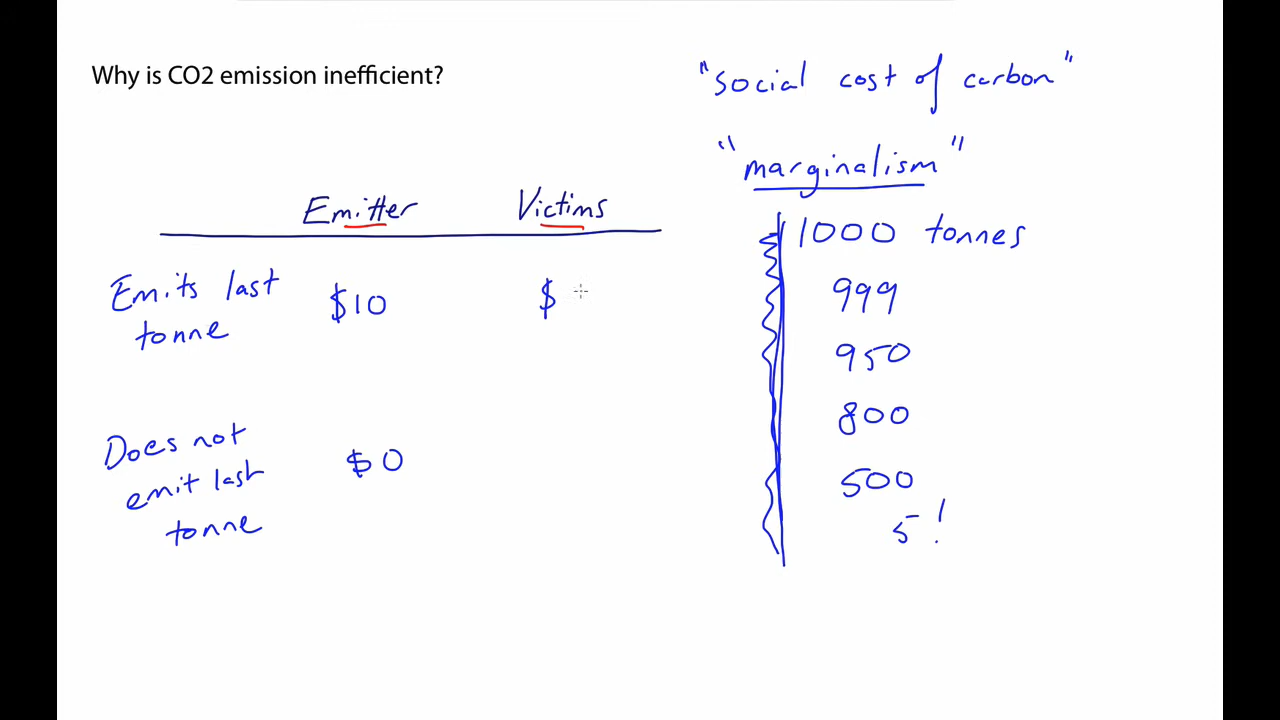 Why is CO2 emission inefficient?
"social cost of carbon"
"marginalism"
Emitter Victims
Emits last
tonne
$10 $
Does not
emit last
tonne
$0
1000 tonnes
999
950
800
500
5!